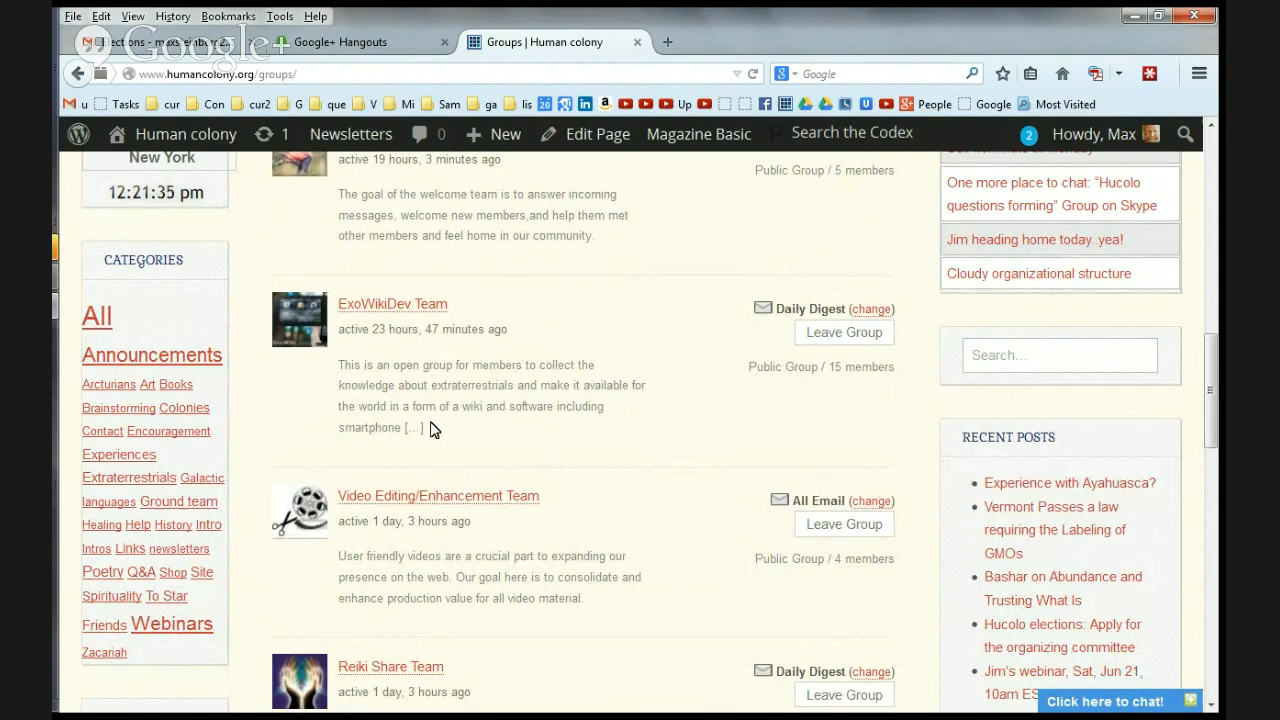 File Edit View History Bookmarks Tools Help
Google+
Google+ Hangouts
Groups | Human colony
www.humancolony.org/groups/
Google
u Tasks cur Con cur2 G que V Mi Sam ga lis 20 Up People Google Most Visited
Human colony 1 Newsletters 0 New Edit Page Magazine Basic Search the Codex 2 Howdy, Max
New York
12:21:35 pm
CATEGORIES
All
Announcements
Arcturians Art Books
Brainstorming Colonies
Contact Encouragement
Experiences
Extraterrestrials Galactic
languages Ground team
Healing Help History Intro
Intros Links newsletters
Poetry Q&A Shop Site
Spirituality To Star
Friends Webinars
Zacariah
active 19 hours, 3 minutes ago
Public Group / 5 members
The goal of the welcome team is to answer incoming
messages, welcome new members,and help them met
other members and feel home in our community.
ExoWikiDev Team
active 23 hours, 47 minutes ago
Daily Digest (change)
Leave Group
Public Group / 15 members
This is an open group for members to collect the
knowledge about extraterrestrials and make it available for
the world in a form of a wiki and software including
smartphone [...]
Video Editing/Enhancement Team
active 1 day, 3 hours ago
All Email (change)
Leave Group
Public Group / 4 members
User friendly videos are a crucial part to expanding our
presence on the web. Our goal here is to consolidate and
enhance production value for all video material.
Reiki Share Team
active 1 day, 3 hours ago
Daily Digest (change)
Leave Group
One more place to chat: “Hucolo
questions forming” Group on Skype
Jim heading home today..yea!
Cloudy organizational structure
Search...
RECENT POSTS
Experience with Ayahuasca?
Vermont Passes a law
requiring the Labeling of
GMOs
Bashar on Abundance and
Trusting What Is
Hucolo elections: Apply for
the organizing committee
Jim's webinar, Sat, Jun 21,
10am
Click here to chat!